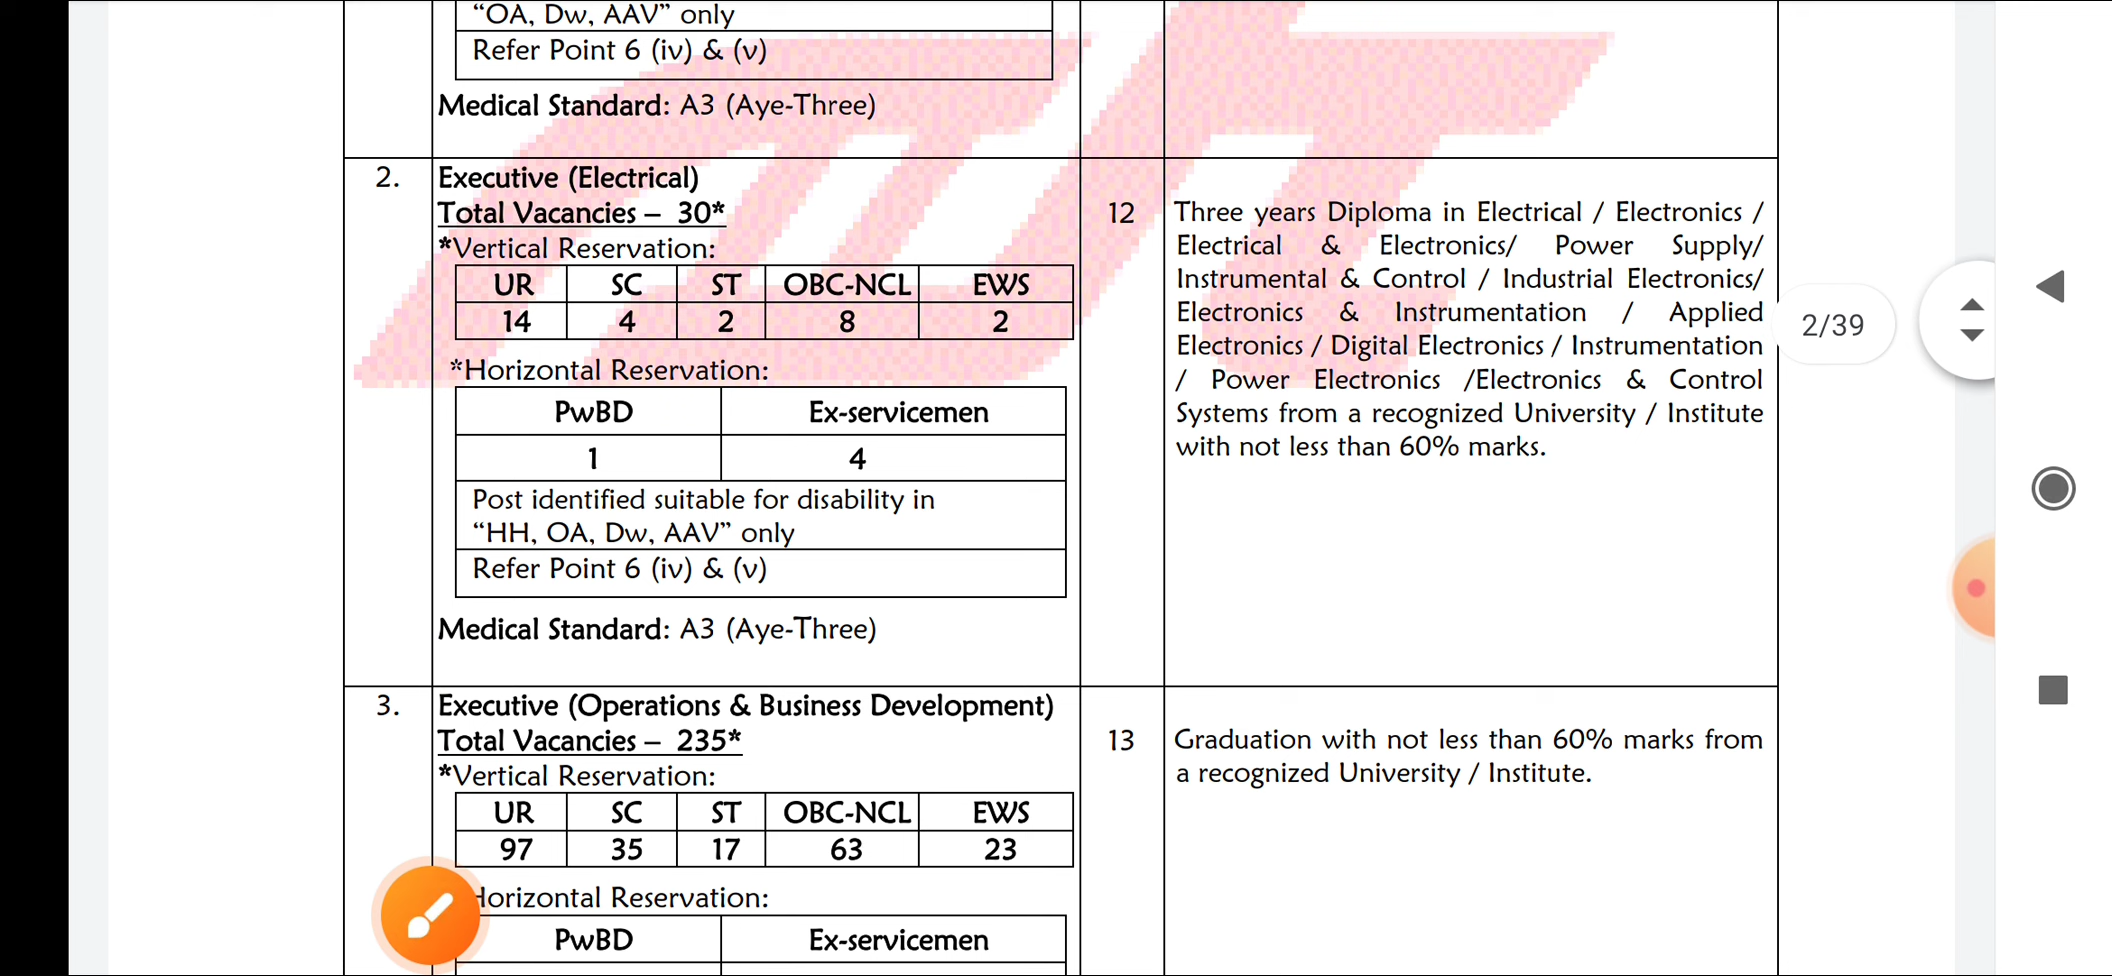 “OA, Dw, AAV” only
Refer Point 6 (iv) & (v)
Medical Standard: A3 (Aye-Three)
2.
Executive (Electrical)
Total Vacancies – 30*
*Vertical Reservation:
UR SC ST OBC-NCL EWS
14 4 2 8 2
*Horizontal Reservation:
PwBD Ex-servicemen
1 4
Post identified suitable for disability in
“HH, OA, Dw, AAV” only
Refer Point 6 (iv) & (v)
Medical Standard: A3 (Aye-Three)
12
Three years Diploma in Electrical / Electronics /
Electrical & Electronics/ Power Supply/
Instrumental & Control / Industrial Electronics/
Electronics & Instrumentation / Applied
Electronics / Digital Electronics / Instrumentation
/ Power Electronics /Electronics & Control
Systems from a recognized University / Institute
with not less than 60% marks.
2/39
3.
Executive (Operations & Business Development)
Total Vacancies – 235*
*Vertical Reservation:
UR SC ST OBC-NCL EWS
97 35 17 63 23
Horizontal Reservation:
PwBD Ex-servicemen
13
Graduation with not less than 60% marks from
a recognized University / Institute.